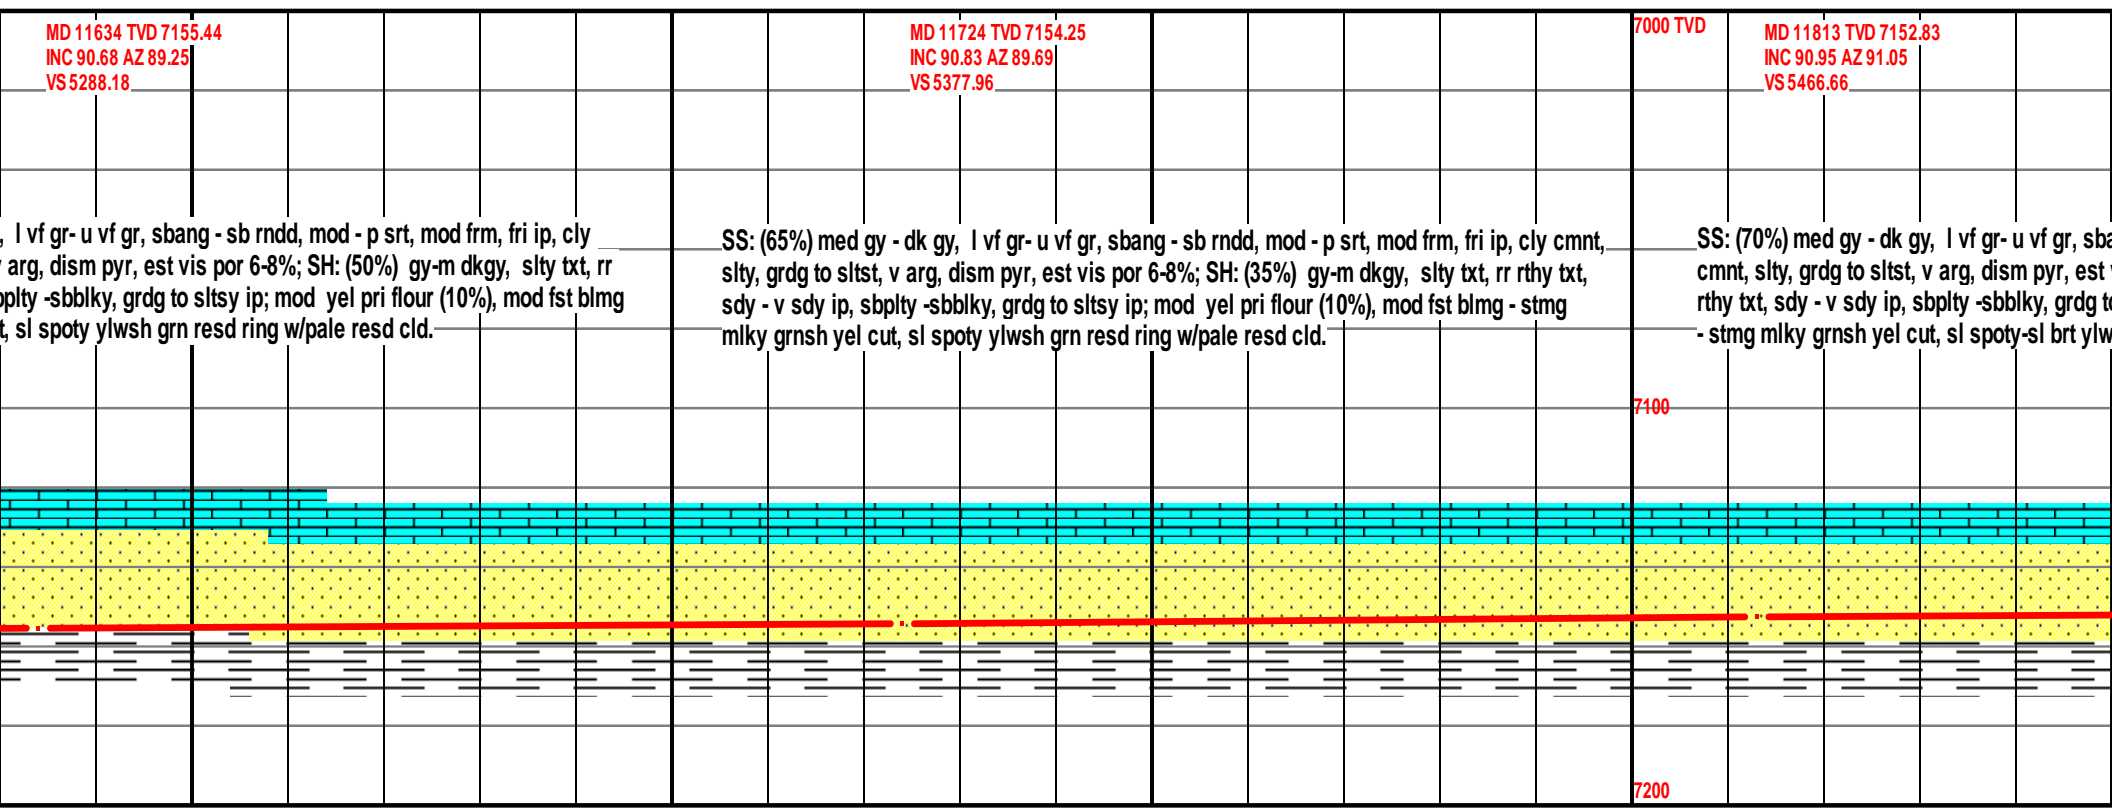 MD 11634 TVD 7155.44
INC 90.68 AZ 89.25
VS 5288.18
MD 11724 TVD 7154.25
INC 90.83 AZ 89.69
VS 5377.96
7000 TVD
MD 11813 TVD 7152.83
INC 90.95 AZ 91.05
VS 5466.66
, l vf gr- u vf gr, sbang - sb rndd, mod - p srt, mod frm, fri ip, cly
arg, dism pyr, est vis por 6-8%; SH: (50%) gy-m dkgy, slty txt, rr
plty -sbblky, grdg to sltsy ip; mod yel pri flour (10%), mod fst blmg
t, sl spoty ylwsh grn resd ring w/pale resd cld.
SS: (65%) med gy - dk gy, l vf gr- u vf gr, sbang - sb rndd, mod - p srt, mod frm, fri ip, cly cmnt,
slty, grdg to sltst, v arg, dism pyr, est vis por 6-8%; SH: (35%) gy-m dkgy, slty txt, rr rthy txt,
sdy - v sdy ip, sbplty -sbblky, grdg to sltsy ip; mod yel pri flour (10%), mod fst blmg - stmg
mlky grnsh yel cut, sl spoty ylwsh grn resd ring w/pale resd cld.
SS: (70%) med gy - dk gy, l vf gr- u vf gr, sba
cmnt, slty, grdg to sltst, v arg, dism pyr, est
rthy txt, sdy - v sdy ip, sbplty -sbblky, grdg t
- stmg mlky grnsh yel cut, sl spoty-sl brt ylw
7100
7200